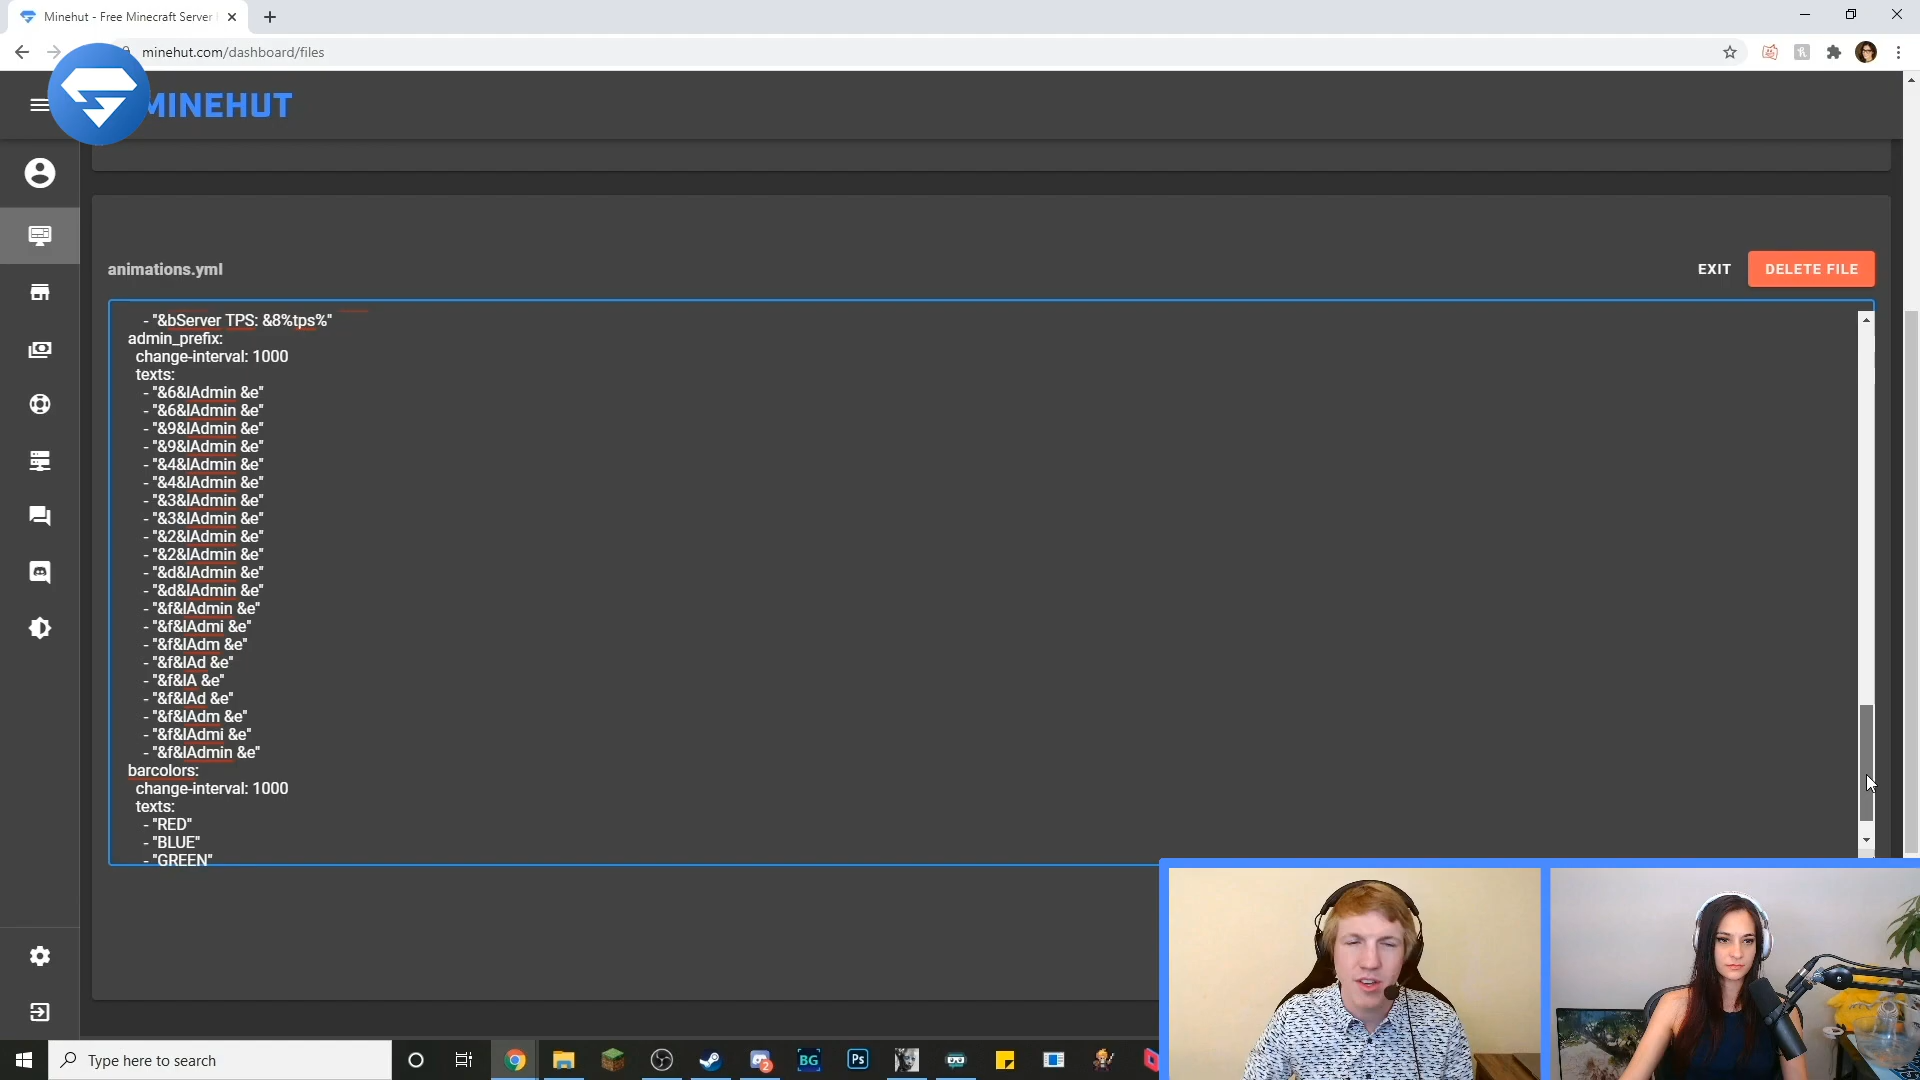 Minehut - Free Minecraft Server
minehut.com/dashboard/files
MINEHUT
animations.yml
EXIT
DELETE FILE
- "&bServer TPS: &8%tps%"
admin_prefix:
change-interval: 1000
texts:
- "&6&lAdmin &e"
- "&6&lAdmin &e"
- "&9&lAdmin &e"
- "&9&lAdmin &e"
- "&4&lAdmin &e"
- "&4&lAdmin &e"
- "&3&lAdmin &e"
- "&3&lAdmin &e"
- "&2&lAdmin &e"
- "&2&lAdmin &e"
- "&d&lAdmin &e"
- "&d&lAdmin &e"
- "&f&lAdmin &e"
- "&f&lAdmi &e"
- "&f&lAdm &e"
- "&f&lAd &e"
- "&f&lA &e"
- "&f&lAd &e"
- "&f&lAdm &e"
- "&f&lAdmi &e"
- "&f&lAdmin &e"
barcolors:
change-interval: 1000
texts:
- "RED"
- "BLUE"
- "GREEN"
Type here to search
2
BG
Ps